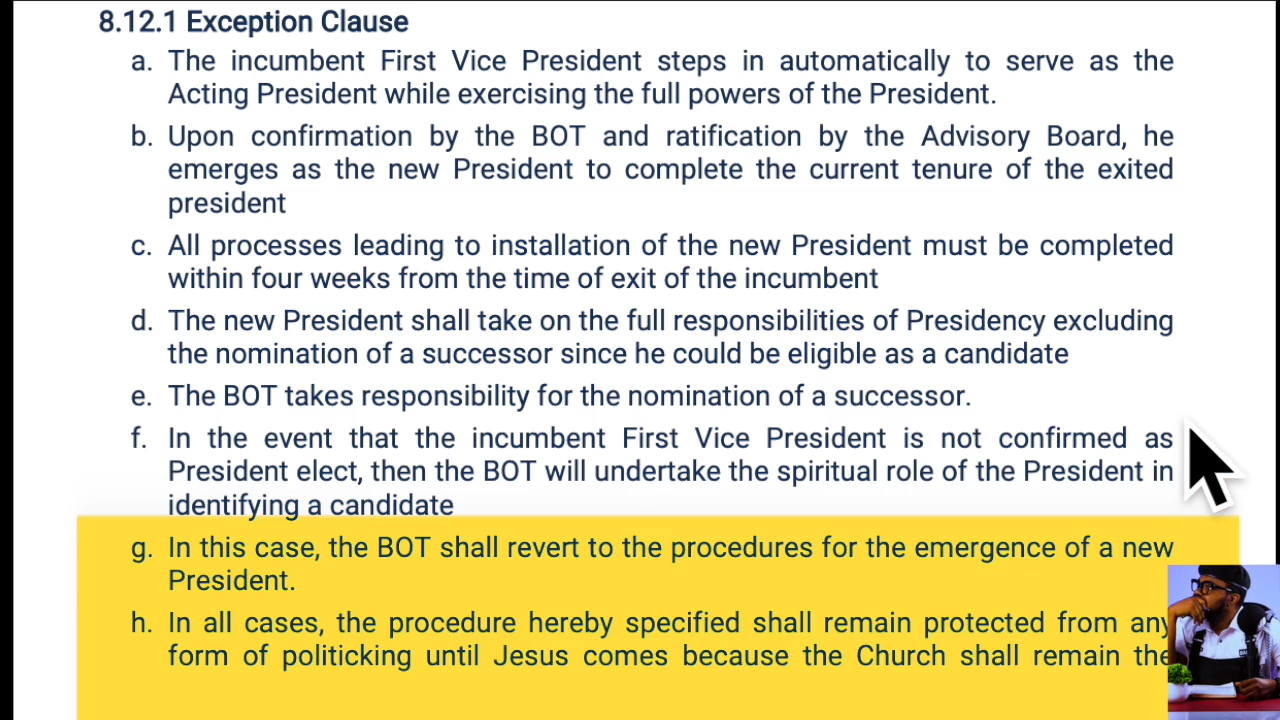 8.12.1 Exception Clause
a. The incumbent First Vice President steps in automatically to serve as the
Acting President while exercising the full powers of the President.
b. Upon confirmation by the BOT and ratification by the Advisory Board, he
emerges as the new President to complete the current tenure of the exited
president
c. All processes leading to installation of the new President must be completed
within four weeks from the time of exit of the incumbent
d. The new President shall take on the full responsibilities of Presidency excluding
the nomination of a successor since he could be eligible as a candidate
e. The BOT takes responsibility for the nomination of a successor.
f. In the event that the incumbent First Vice President is not confirmed as
President elect, then the BOT will undertake the spiritual role of the President in
identifying a candidate
g. In this case, the BOT shall revert to the procedures for the emergence of a new
President.
h. In all cases, the procedure hereby specified shall remain protected from any
form of politicking until Jesus comes because the Church shall remain the